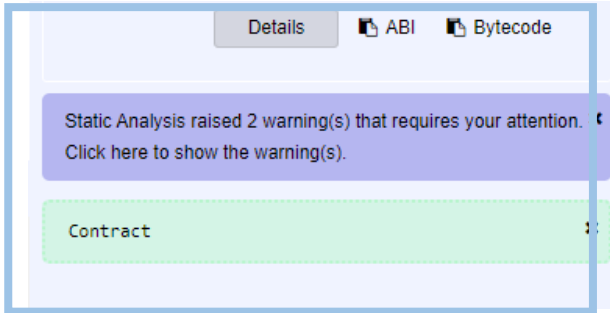 Details ABI Bytecode
Static Analysis raised 2 warning(s) that requires your attention.
Click here to show the warning(s).
Contract